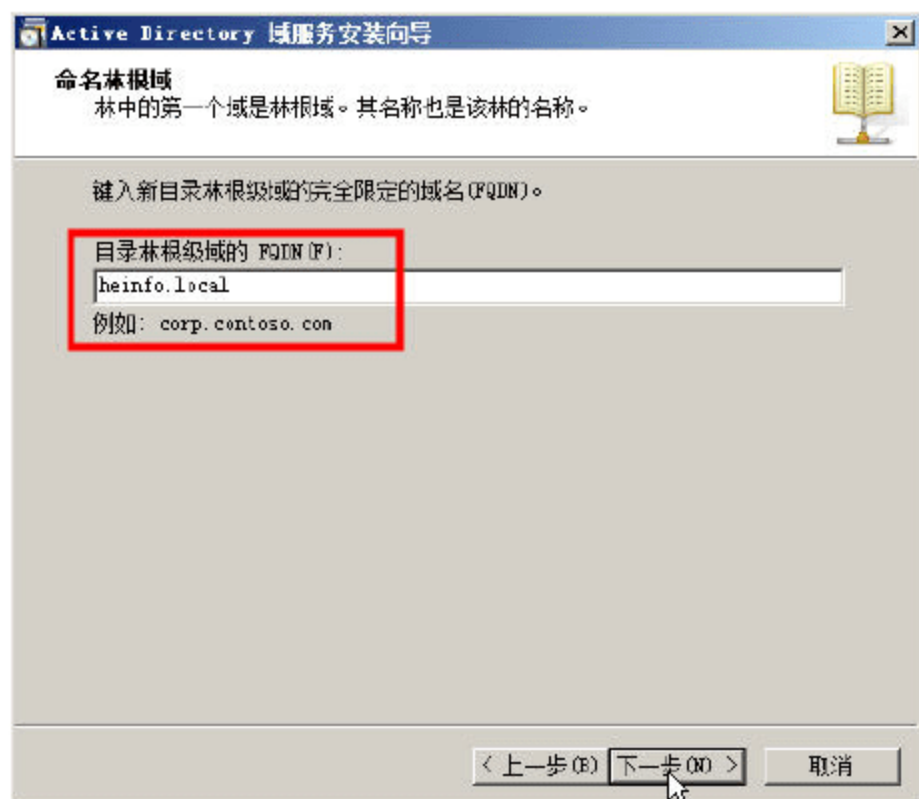 Active Directory 域服务安装向导
命名林根域
林中的第一个域是林根域。其名称也是该林的名称。
键入新目录林根级域的完全限定的域名(FQDN)。
目录林根级域的 FQDN(F):
heinfo.local
例如: corp.contoso.com
< 上一步(B) 下一步(N) > 取消